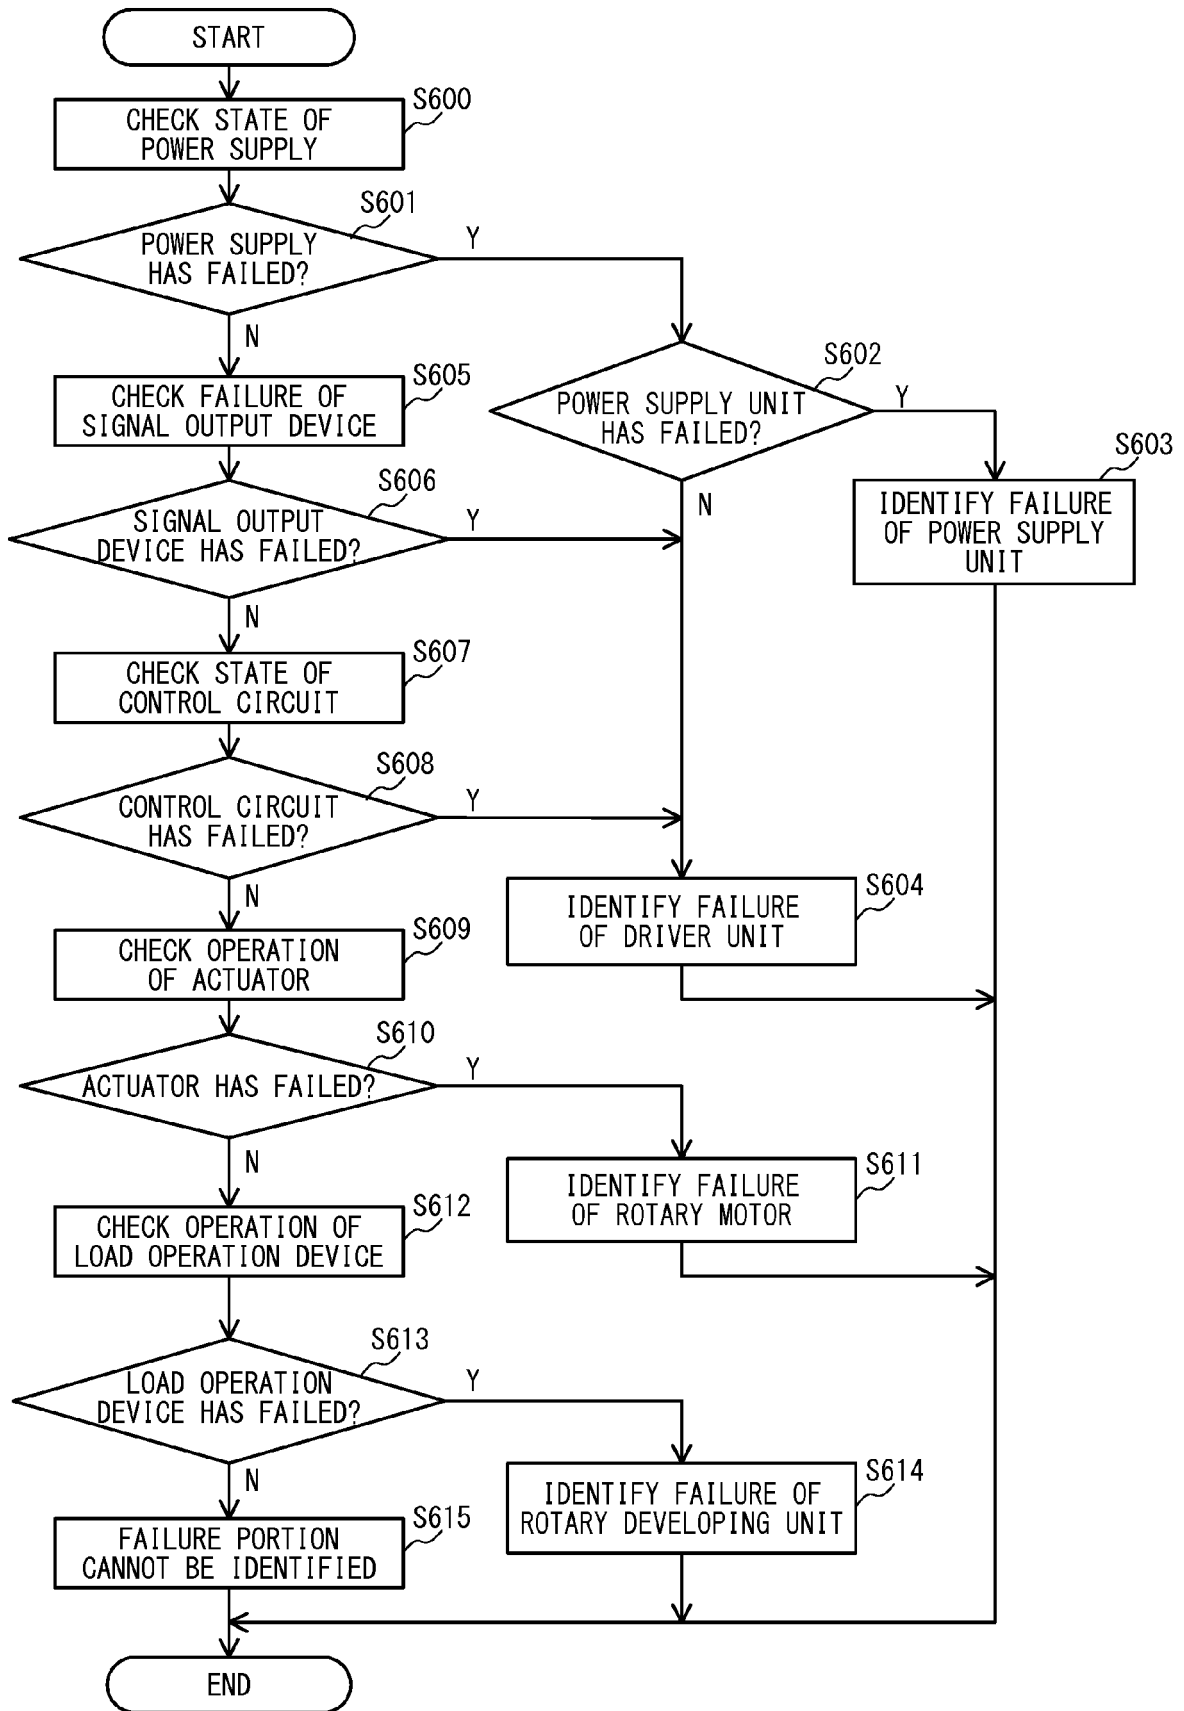 START
S600
CHECK STATE OF
POWER SUPPLY
S601
POWER SUPPLY
HAS FAILED?
Y
N
S602
POWER SUPPLY UNIT
HAS FAILED?
Y
N
S603
IDENTIFY FAILURE
OF POWER SUPPLY
UNIT
S605
CHECK FAILURE OF
SIGNAL OUTPUT DEVICE
S606
SIGNAL OUTPUT
DEVICE HAS FAILED?
Y
N
S607
CHECK STATE OF
CONTROL CIRCUIT
S608
CONTROL CIRCUIT
HAS FAILED?
Y
N
S604
IDENTIFY FAILURE
OF DRIVER UNIT
S609
CHECK OPERATION
OF ACTUATOR
S610
ACTUATOR HAS FAILED?
Y
N
S611
IDENTIFY FAILURE
OF ROTARY MOTOR
S612
CHECK OPERATION OF
LOAD OPERATION DEVICE
S613
LOAD OPERATION
DEVICE HAS FAILED?
Y
N
S614
IDENTIFY FAILURE OF
ROTARY DEVELOPING UNIT
S615
FAILURE PORTION
CANNOT BE IDENTIFIED
END